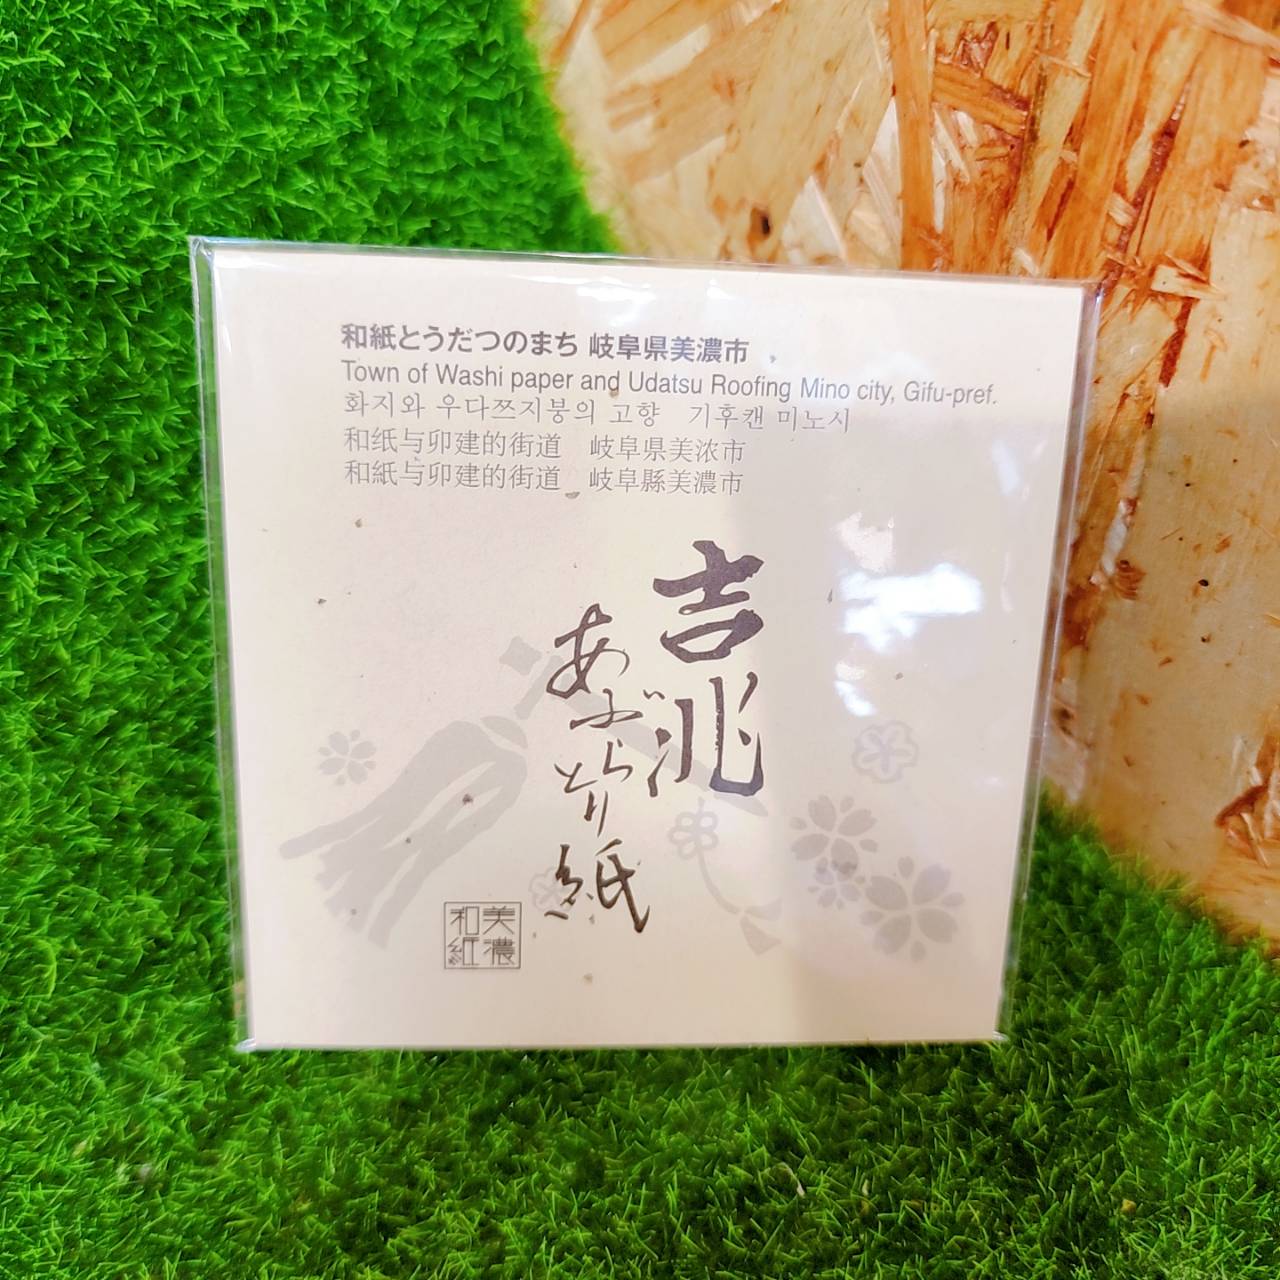 和紙とうだつのまち 岐阜県美濃市
Town of Washi paper and Udatsu Roofing Mino city, Gifu-pref.
화지와 우다쯔지붕의 고향 기후캔 미노시
和纸与卯建的街道 岐阜県美浓市
和紙与卯建的街道 岐阜縣美濃市
吉兆
あぶらとり紙
美濃
和紙